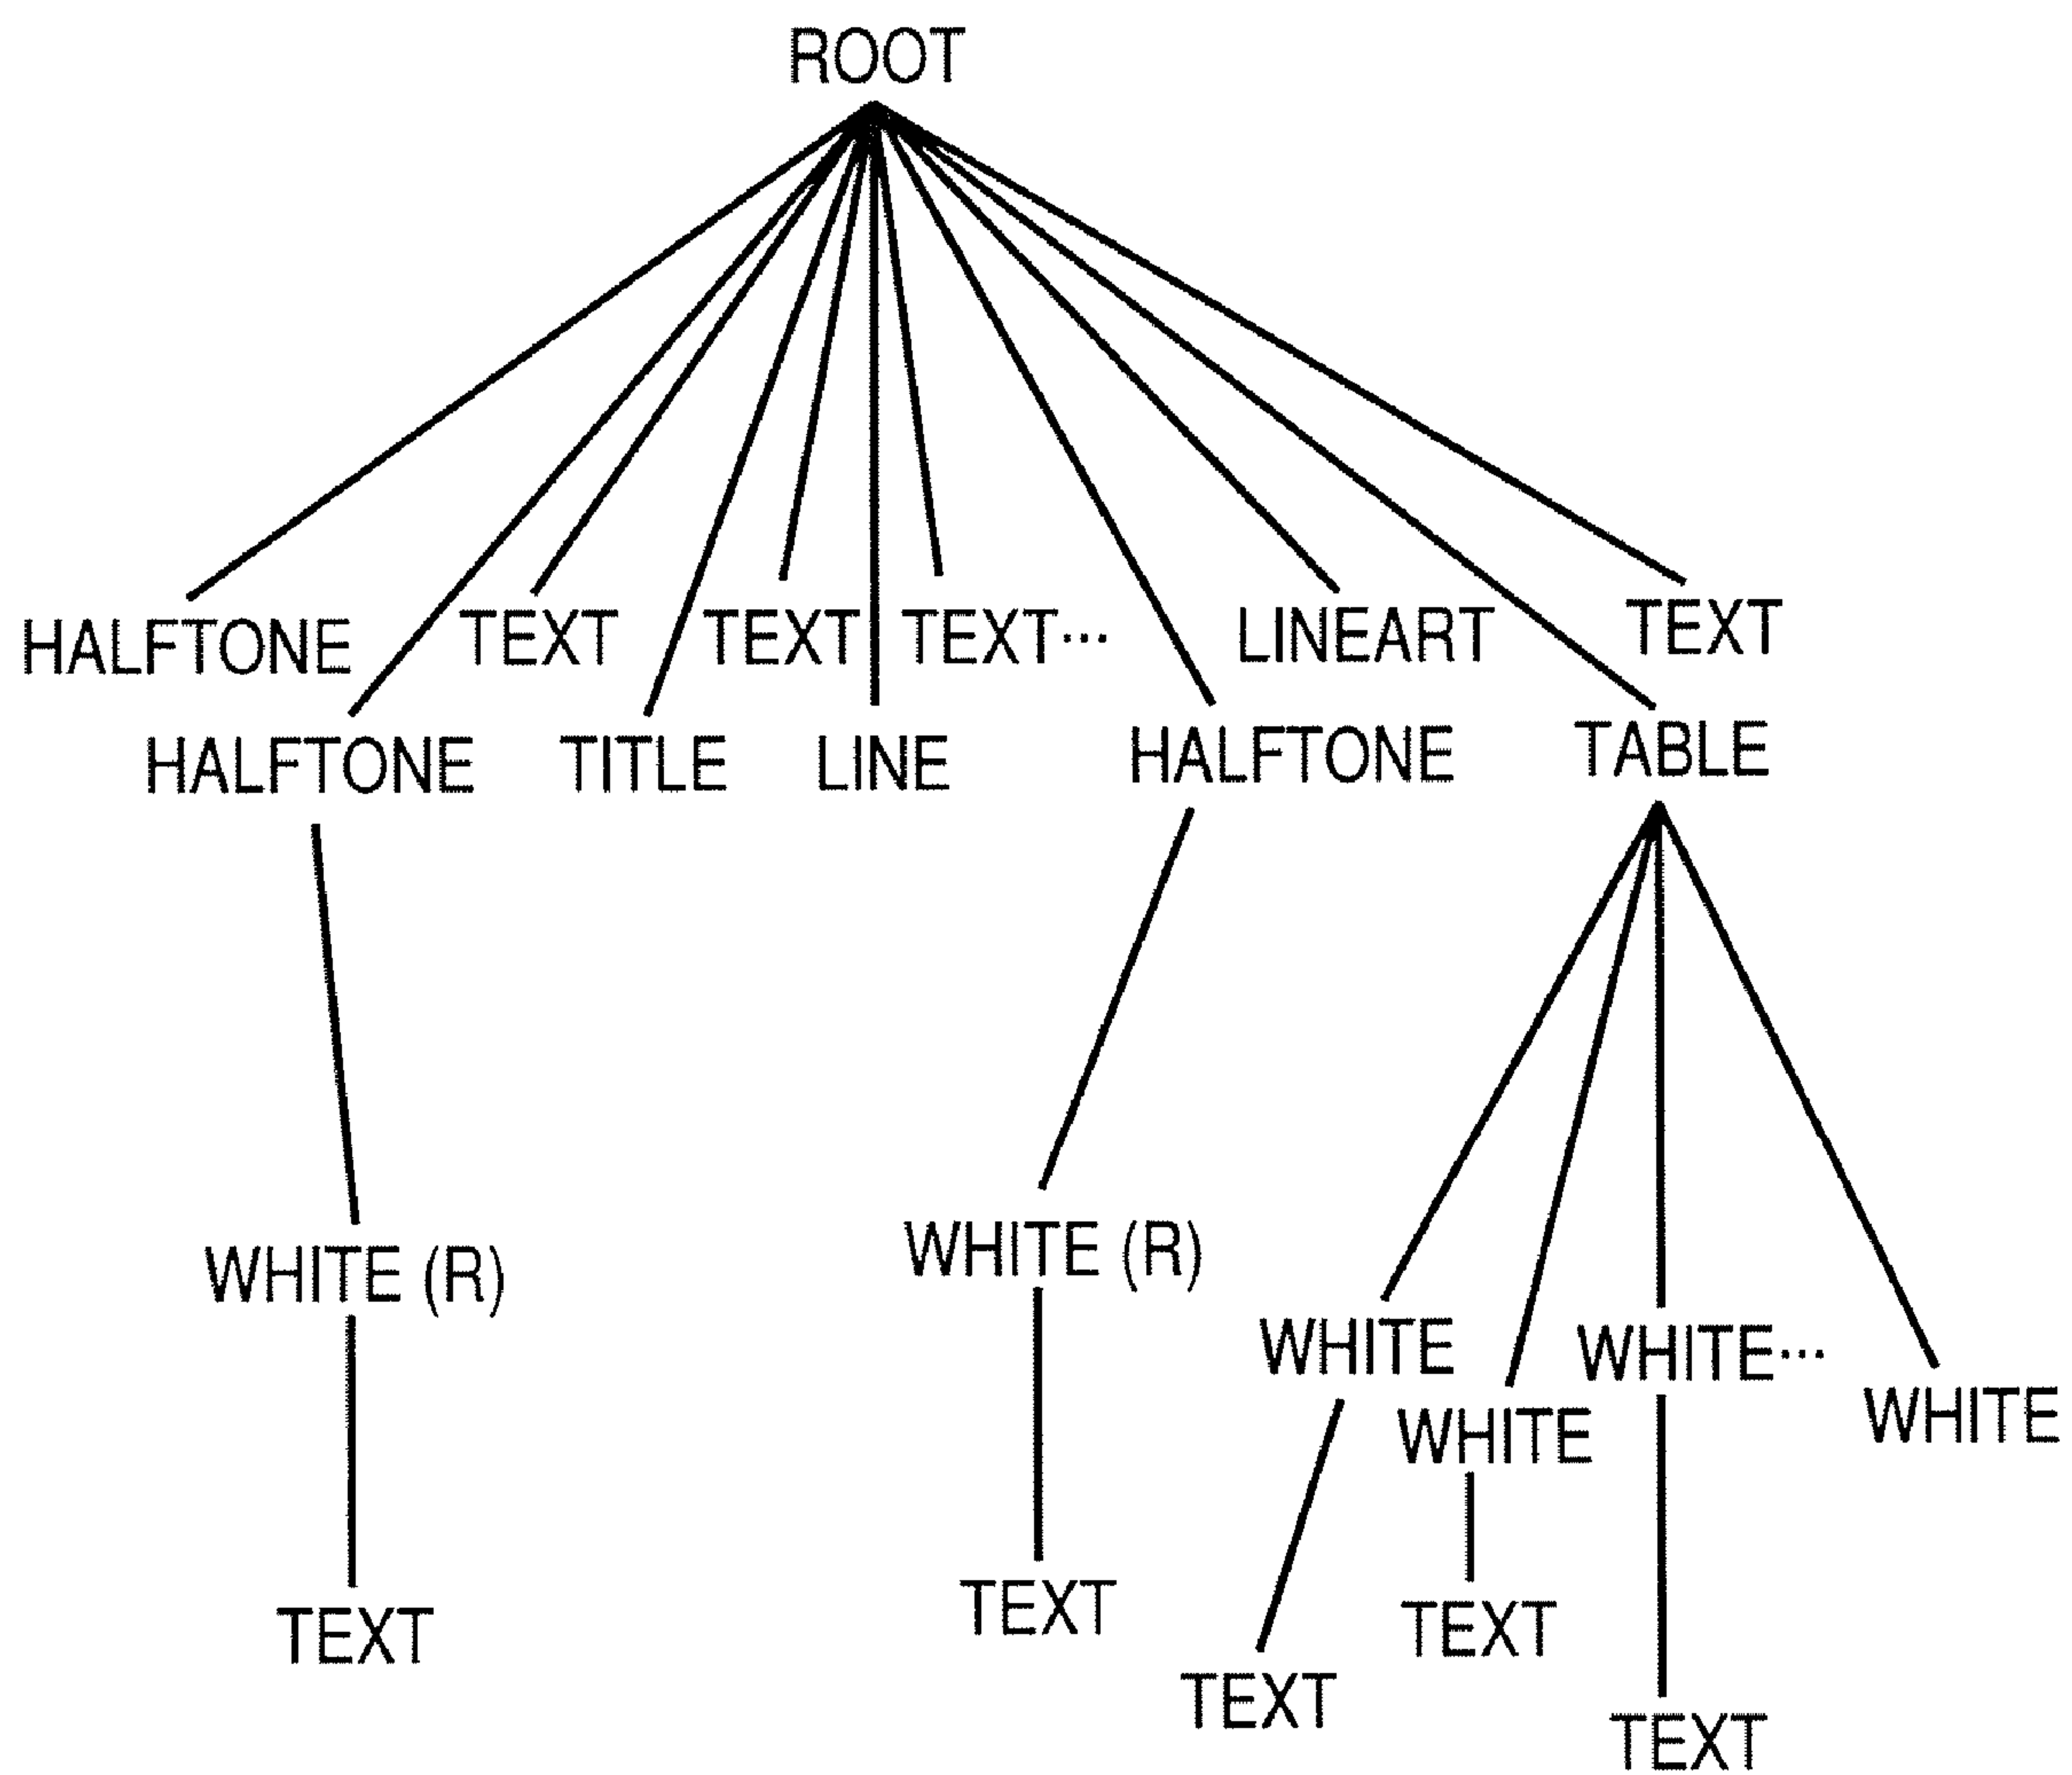 ROOT
HALFTONE TEXT TEXT TEXT··· LINEART TEXT
HALFTONE TITLE LINE HALFTONE TABLE
WHITE (R) WHITE (R)
WHITE WHITE···
WHITE WHITE
TEXT TEXT TEXT
TEXT
TEXT